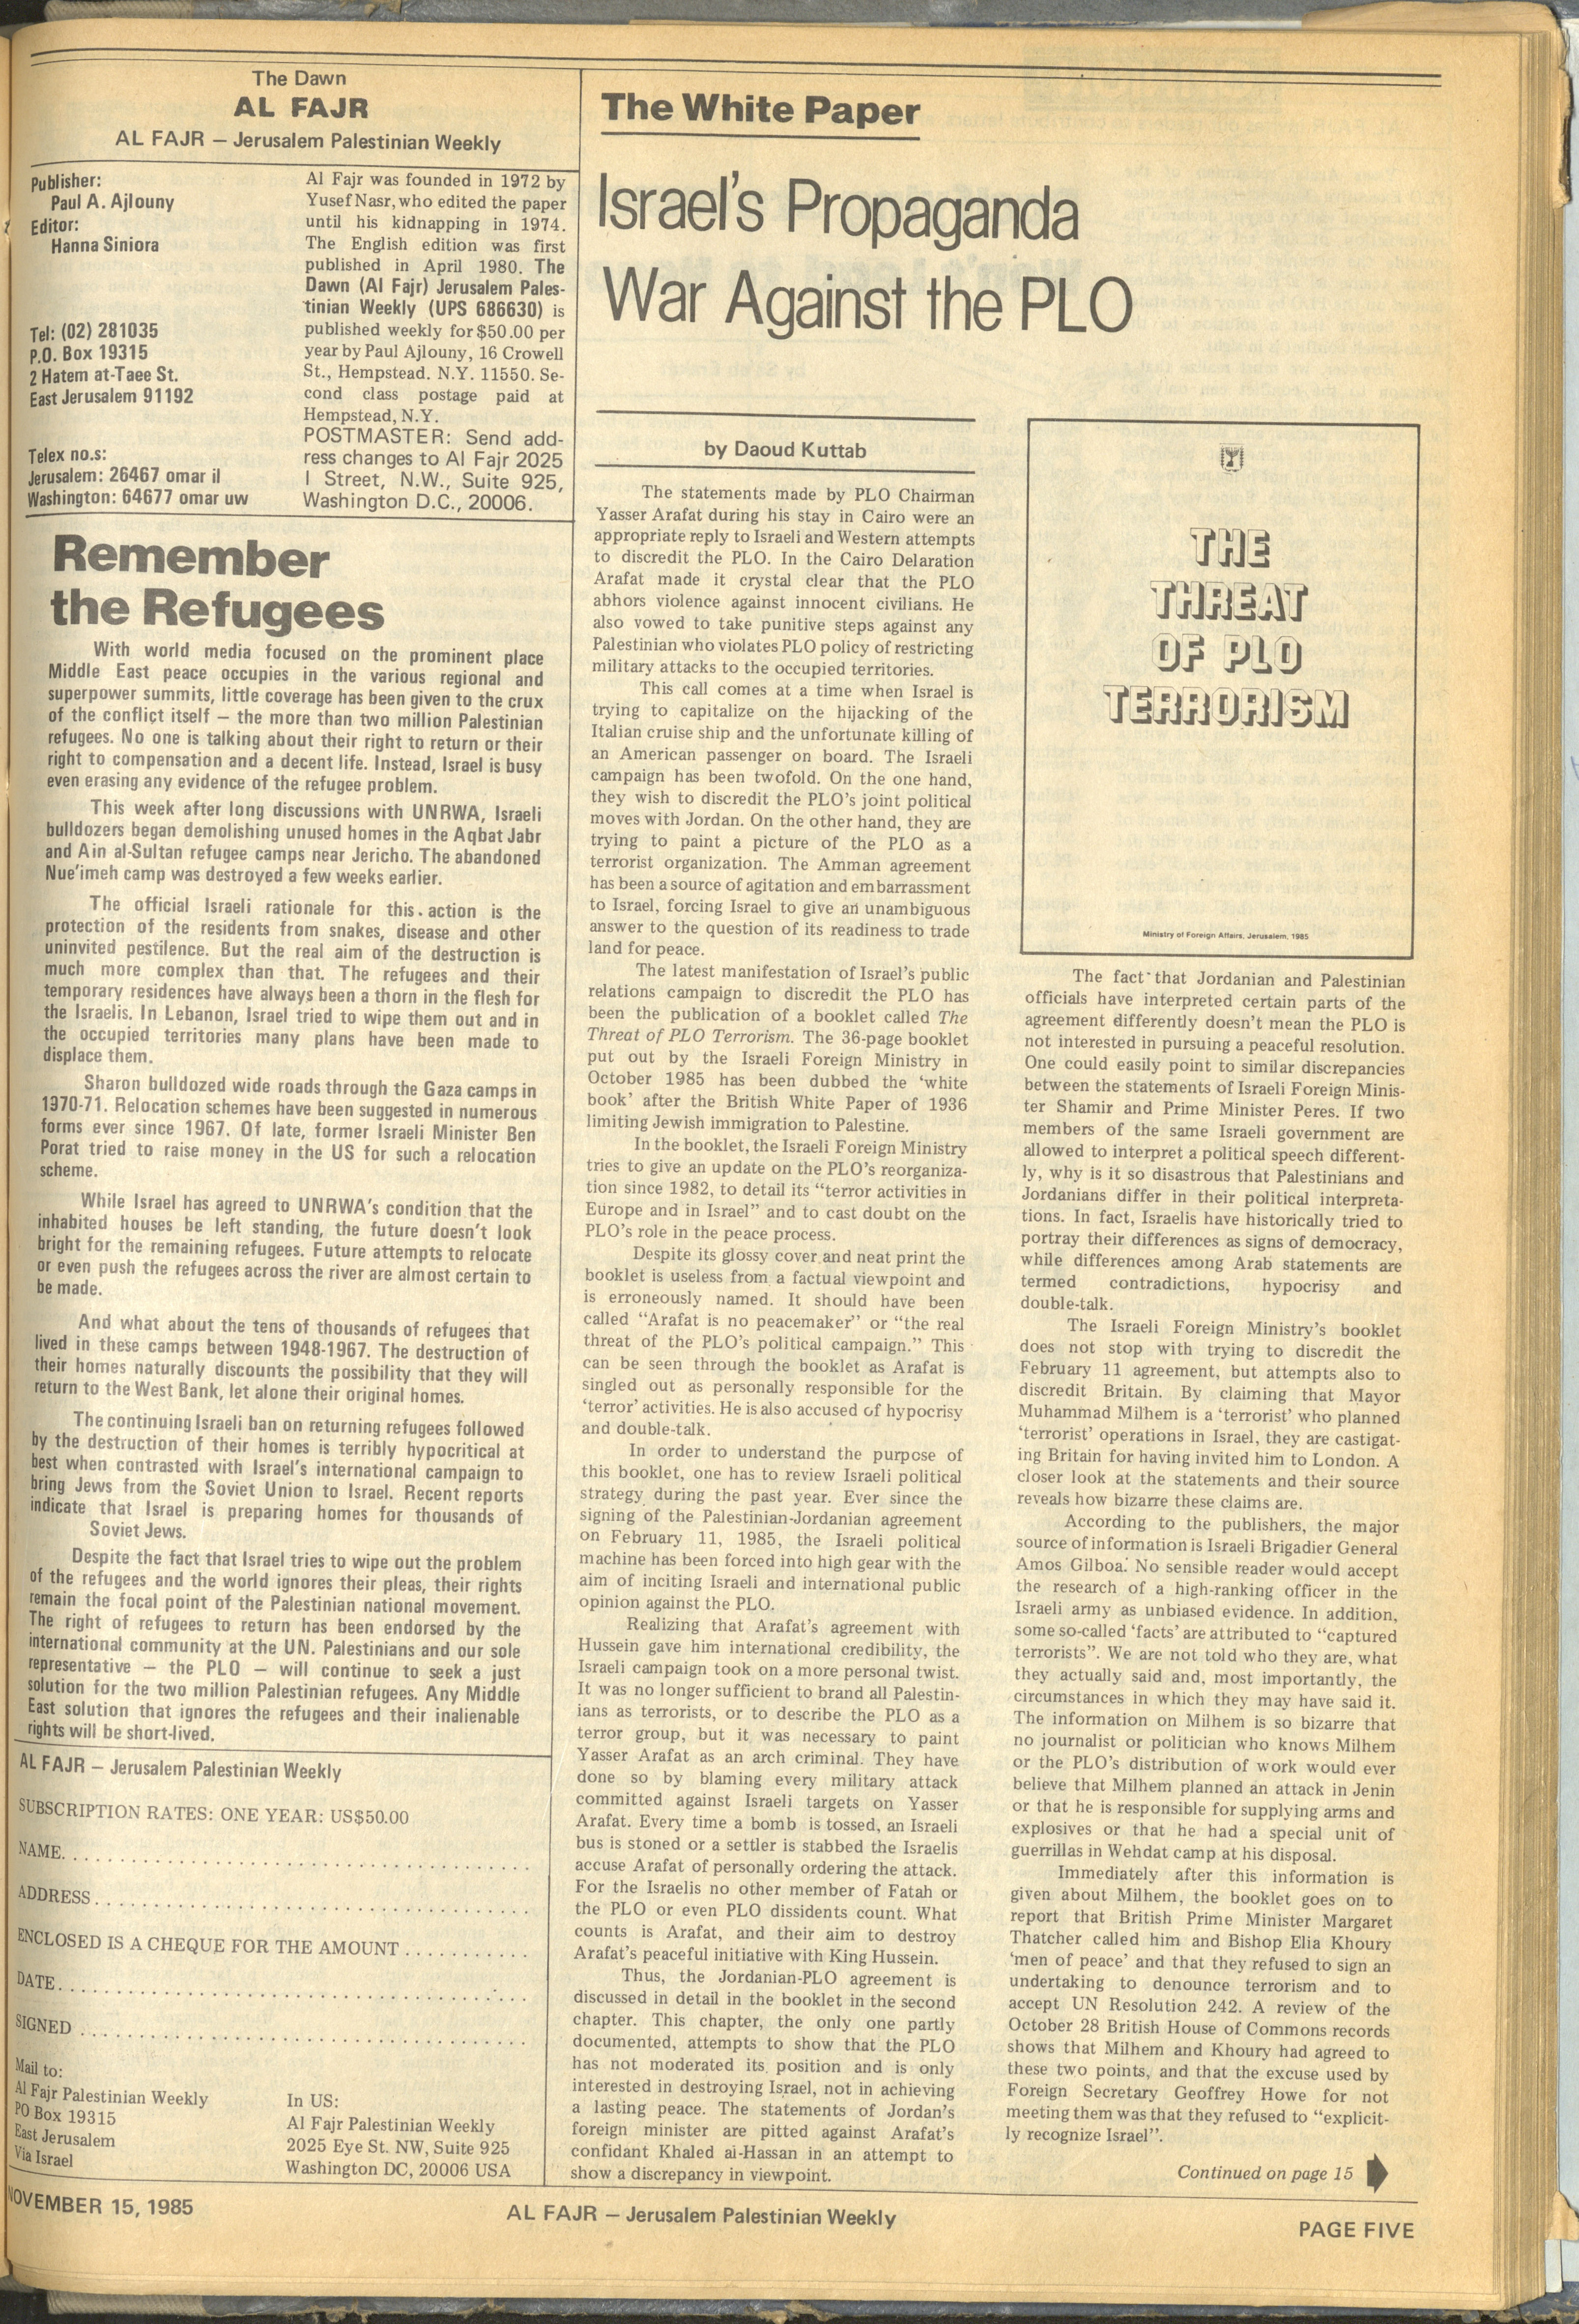 The Dawn
AL FAJR
AL FAJR — Jerusalem Palestinian Weekly
Publisher:
Paul A. Ajlouny
Editor:
Hanna Siniora
Tel: (02) 281035
P.O. Box 19315
2 Hatem at-Taee St.
East Jerusalem 91192
Telex no.s:
Jerusalem: 26467 omar il
Washington: 64677 omar uw
Al Fajr was founded in 1972 by
Yusef Nasr, who edited the paper
until his kidnapping in 1974.
The English edition was first
published in April 1980. The
Dawn (Al Fajr) Jerusalem Pales-
tinian Weekly (UPS 686630) is
published weekly for $50.00 per
year by Paul Ajlouny, 16 Crowell
St., Hempstead. N.Y. 11550. Se-
cond class postage paid at
Hempstead, N.Y.
POSTMASTER: Send add-
ress changes to Al Fajr 2025
I Street, N.W., Suite 925,
Washington D.C., 20006.
Remember
the Refugees
With world media focused on the prominent place
Middle East peace occupies in the various regional and
superpower summits, little coverage has been given to the crux
of the conflict itself — the more than two million Palestinian
refugees. No one is talking about their right to return or their
right to compensation and a decent life. Instead, Israel is busy
even erasing any evidence of the refugee problem.
This week after long discussions with UNRWA, Israeli
bulldozers began demolishing unused homes in the Aqbat Jabr
and Ain al-Sultan refugee camps near Jericho. The abandoned
Nue'imeh camp was destroyed a few weeks earlier.
The official Israeli rationale for this action is the
protection of the residents from snakes, disease and other
uninvited pestilence. But the real aim of the destruction is
much more complex than that. The refugees and their
temporary residences have always been a thorn in the flesh for
the Israelis. In Lebanon, Israel tried to wipe them out and in
the occupied territories many plans have been made to
displace them.
Sharon bulldozed wide roads through the Gaza camps in
1970-71. Relocation schemes have been suggested in numerous
forms ever since 1967. Of late, former Israeli Minister Ben
Porat tried to raise money in the US for such a relocation
scheme.
While Israel has agreed to UNRWA's condition that the
inhabited houses be left standing, the future doesn't look
bright for the remaining refugees. Future attempts to relocate
or even push the refugees across the river are almost certain to
be made.
And what about the tens of thousands of refugees that
lived in these camps between 1948-1967. The destruction of
their homes naturally discounts the possibility that they will
return to the West Bank, let alone their original homes.
The continuing Israeli ban on returning refugees followed
by the destruction of their homes is terribly hypocritical at
best when contrasted with Israel's international campaign to
bring Jews from the Soviet Union to Israel. Recent reports
indicate that Israel is preparing homes for thousands of
Soviet Jews.
Despite the fact that Israel tries to wipe out the problem
of the refugees and the world ignores their pleas, their rights
remain the focal point of the Palestinian national movement.
The right of refugees to return has been endorsed by the
international community at the UN. Palestinians and our sole
representative — the PLO — will continue to seek a just
solution for the two million Palestinian refugees. Any Middle
East solution that ignores the refugees and their inalienable
rights will be short-lived.
AL FAJR — Jerusalem Palestinian Weekly
SUBSCRIPTION RATES: ONE YEAR: US$50.00
NAME. . . . . . . . . . . . . . . . . . . . . . . . . . . . . . . . . . . . . . .
ADDRESS . . . . . . . . . . . . . . . . . . . . . . . . . . . . . . . . . . . . .
ENCLOSED IS A CHEQUE FOR THE AMOUNT . . . . . . . . . . .
DATE. . . . . . . . . . . . . . . . . . . . . . . . . . . . . . . . . . . . . . . .
SIGNED . . . . . . . . . . . . . . . . . . . . . . . . . . . . . . . . . . . . . .
Mail to:
Al Fajr Palestinian Weekly
PO Box 19315
East Jerusalem
Via Israel
In US:
Al Fajr Palestinian Weekly
2025 Eye St. NW, Suite 925
Washington DC, 20006 USA
The White Paper
Israel's Propaganda
War Against the PLO
by Daoud Kuttab
The statements made by PLO Chairman
Yasser Arafat during his stay in Cairo were an
appropriate reply to Israeli and Western attempts
to discredit the PLO. In the Cairo Delaration
Arafat made it crystal clear that the PLO
abhors violence against innocent civilians. He
also vowed to take punitive steps against any
Palestinian who violates PLO policy of restricting
military attacks to the occupied territories.
This call comes at a time when Israel is
trying to capitalize on the hijacking of the
Italian cruise ship and the unfortunate killing of
an American passenger on board. The Israeli
campaign has been twofold. On the one hand,
they wish to discredit the PLO's joint political
moves with Jordan. On the other hand, they are
trying to paint a picture of the PLO as a
terrorist organization. The Amman agreement
has been a source of agitation and embarrassment
to Israel, forcing Israel to give an unambiguous
answer to the question of its readiness to trade
land for peace.
The latest manifestation of Israel's public
relations campaign to discredit the PLO has
been the publication of a booklet called The
Threat of PLO Terrorism. The 36-page booklet
put out by the Israeli Foreign Ministry in
October 1985 has been dubbed the 'white
book' after the British White Paper of 1936
limiting Jewish immigration to Palestine.
In the booklet, the Israeli Foreign Ministry
tries to give an update on the PLO's reorganiza-
tion since 1982, to detail its "terror activities in
Europe and in Israel" and to cast doubt on the
PLO's role in the peace process.
Despite its glossy cover and neat print the
booklet is useless from a factual viewpoint and
is erroneously named. It should have been
called "Arafat is no peacemaker" or "the real
threat of the PLO's political campaign." This
can be seen through the booklet as Arafat is
singled out as personally responsible for the
'terror' activities. He is also accused of hypocrisy
and double-talk.
In order to understand the purpose of
this booklet, one has to review Israeli political
strategy during the past year. Ever since the
signing of the Palestinian-Jordanian agreement
on February 11, 1985, the Israeli political
machine has been forced into high gear with the
aim of inciting Israeli and international public
opinion against the PLO.
Realizing that Arafat's agreement with
Hussein gave him international credibility, the
Israeli campaign took on a more personal twist.
It was no longer sufficient to brand all Palestin-
ians as terrorists, or to describe the PLO as a
terror group, but it was necessary to paint
Yasser Arafat as an arch criminal. They have
done so by blaming every military attack
committed against Israeli targets on Yasser
Arafat. Every time a bomb is tossed, an Israeli
bus is stoned or a settler is stabbed the Israelis
accuse Arafat of personally ordering the attack.
For the Israelis no other member of Fatah or
the PLO or even PLO dissidents count. What
counts is Arafat, and their aim to destroy
Arafat's peaceful initiative with King Hussein.
Thus, the Jordanian-PLO agreement is
discussed in detail in the booklet in the second
chapter. This chapter, the only one partly
documented, attempts to show that the PLO
has not moderated its position and is only
interested in destroying Israel, not in achieving
a lasting peace. The statements of Jordan's
foreign minister are pitted against Arafat's
confidant Khaled ai-Hassan in an attempt to
show a discrepancy in viewpoint.
THE
THREAT
OF PLO
TERRORISM
Ministry of Foreign Affairs, Jerusalem, 1985
The fact that Jordanian and Palestinian
officials have interpreted certain parts of the
agreement differently doesn't mean the PLO is
not interested in pursuing a peaceful resolution.
One could easily point to similar discrepancies
between the statements of Israeli Foreign Minis-
ter Shamir and Prime Minister Peres. If two
members of the same Israeli government are
allowed to interpret a political speech different-
ly, why is it so disastrous that Palestinians and
Jordanians differ in their political interpreta-
tions. In fact, Israelis have historically tried to
portray their differences as signs of democracy,
while differences among Arab statements are
termed contradictions, hypocrisy and
double-talk.
The Israeli Foreign Ministry's booklet
does not stop with trying to discredit the
February 11 agreement, but attempts also to
discredit Britain. By claiming that Mayor
Muhammad Milhem is a 'terrorist' who planned
'terrorist' operations in Israel, they are castigat-
ing Britain for having invited him to London. A
closer look at the statements and their source
reveals how bizarre these claims are.
According to the publishers, the major
source of information is Israeli Brigadier General
Amos Gilboa. No sensible reader would accept
the research of a high-ranking officer in the
Israeli army as unbiased evidence. In addition,
some so-called 'facts' are attributed to "captured
terrorists". We are not told who they are, what
they actually said and, most importantly, the
circumstances in which they may have said it.
The information on Milhem is so bizarre that
no journalist or politician who knows Milhem
or the PLO's distribution of work would ever
believe that Milhem planned an attack in Jenin
or that he is responsible for supplying arms and
explosives or that he had a special unit of
guerrillas in Wehdat camp at his disposal.
Immediately after this information is
given about Milhem, the booklet goes on to
report that British Prime Minister Margaret
Thatcher called him and Bishop Elia Khoury
'men of peace' and that they refused to sign an
undertaking to denounce terrorism and to
accept UN Resolution 242. A review of the
October 28 British House of Commons records
shows that Milhem and Khoury had agreed to
these two points, and that the excuse used by
Foreign Secretary Geoffrey Howe for not
meeting them was that they refused to "explicit-
ly recognize Israel".
Continued on page 15
NOVEMBER 15, 1985
AL FAJR — Jerusalem Palestinian Weekly
PAGE FIVE